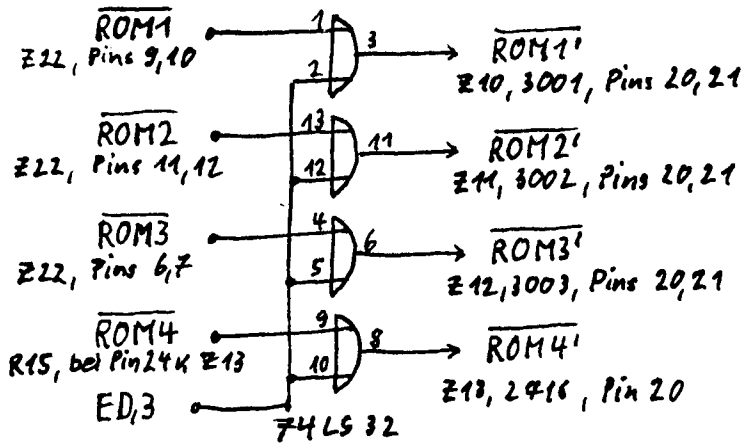 ROM1
Z22, Pins 9,10
1
2
3
ROM1'
Z10, 3001, Pins 20,21
ROM2
Z22, Pins 11,12
13
12
11
ROM2'
Z11, 3002, Pins 20,21
ROM3
Z22, Pins 6,7
4
5
6
ROM3'
Z12, 3003, Pins 20,21
ROM4
R15, bei Pin 24 v Z13
9
10
8
ROM4'
Z13, 2716, Pin 20
ED,3
74 LS 32